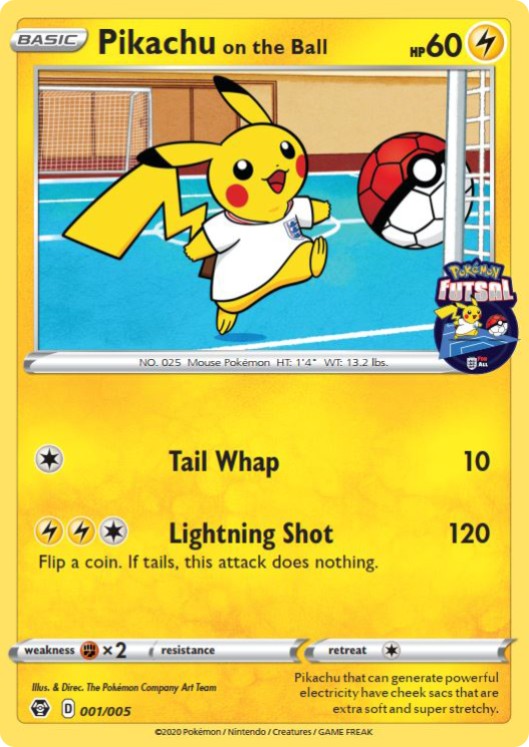 BASIC Pikachu on the Ball HP60
Pokémon
FUTSAL
FOR
ALL
NO. 025 Mouse Pokémon HT: 1'4" WT: 13.2 lbs.
Tail Whap 10
Lightning Shot 120
Flip a coin. If tails, this attack does nothing.
weakness ×2 resistance retreat
Illus. & Direc. The Pokémon Company Art Team
D 001/005
Pikachu that can generate powerful
electricity have cheek sacs that are
extra soft and super stretchy.
©2020 Pokémon / Nintendo / Creatures / GAME FREAK